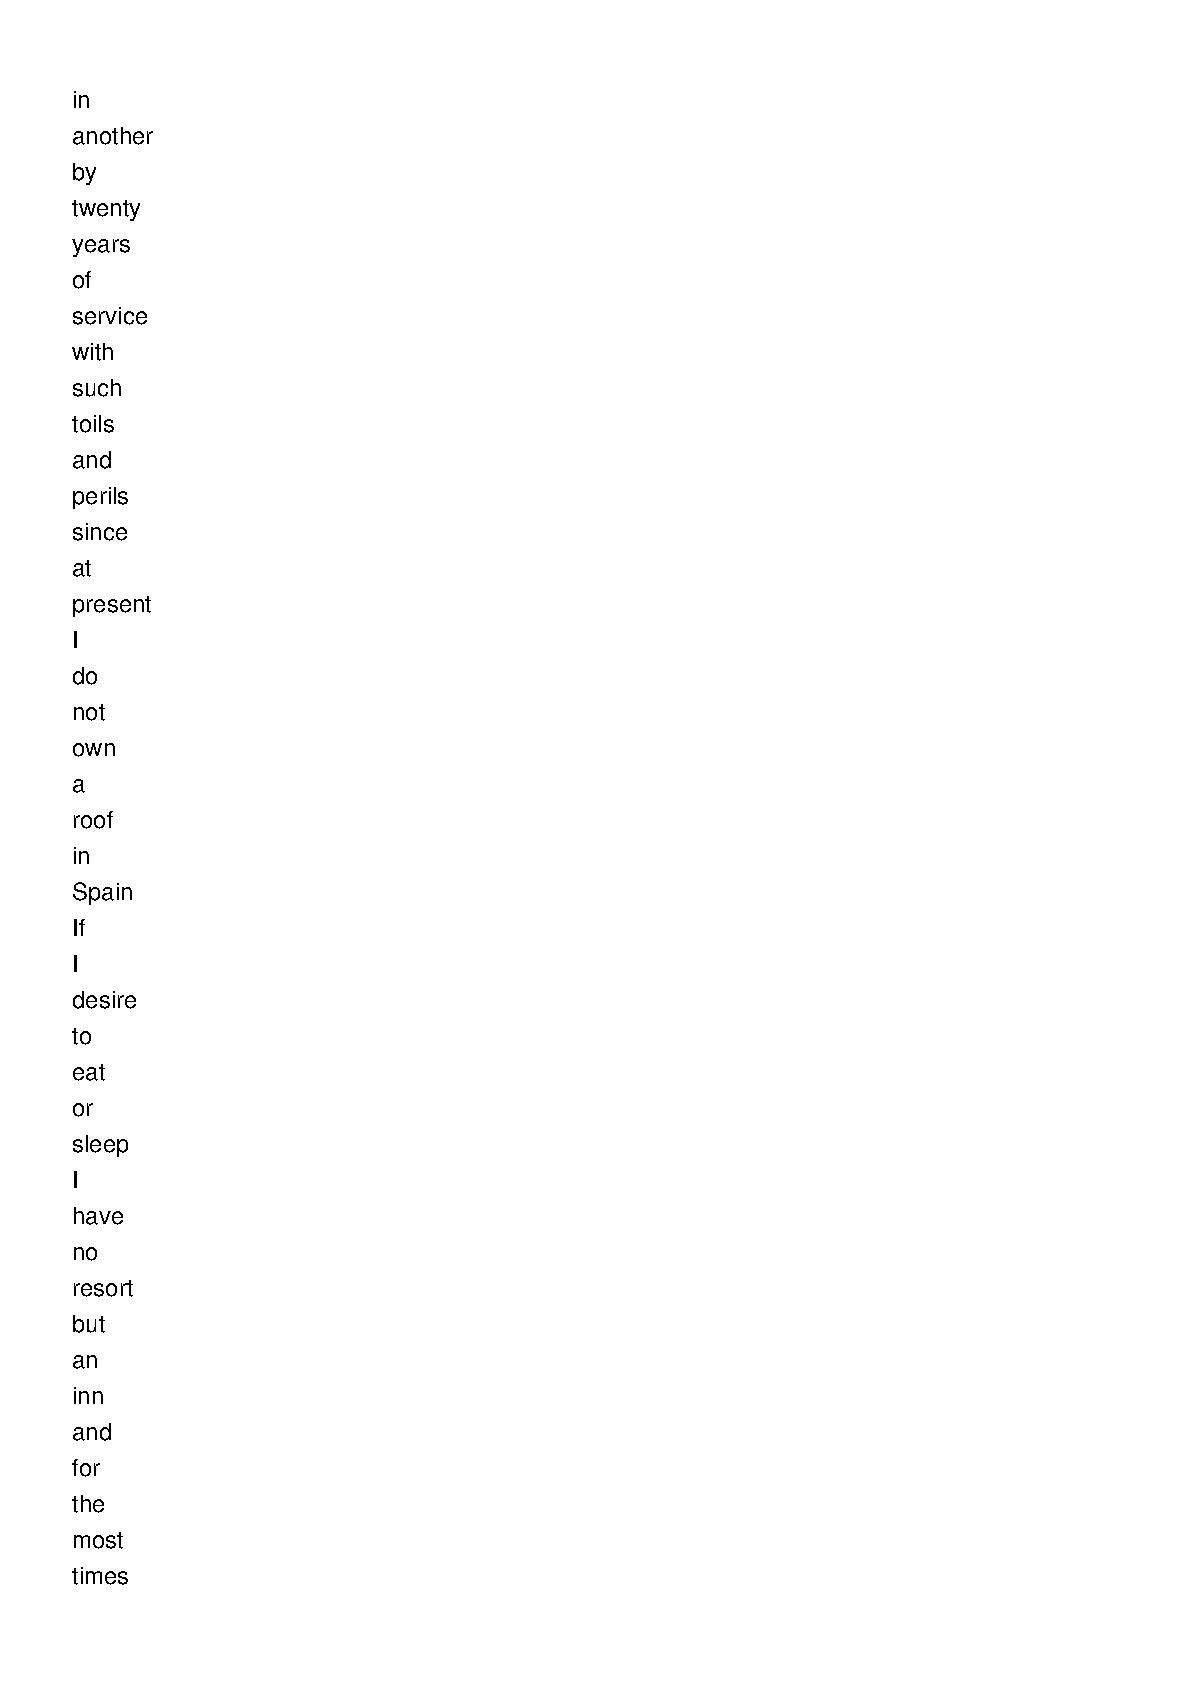 in
another
by
twenty
years
of
service
with
such
toils
and
perils
since
at
present
I
do
not
own
a
roof
in
Spain
If
I
desire
to
eat
or
sleep
I
have
no
resort
but
an
inn
and
for
the
most
times